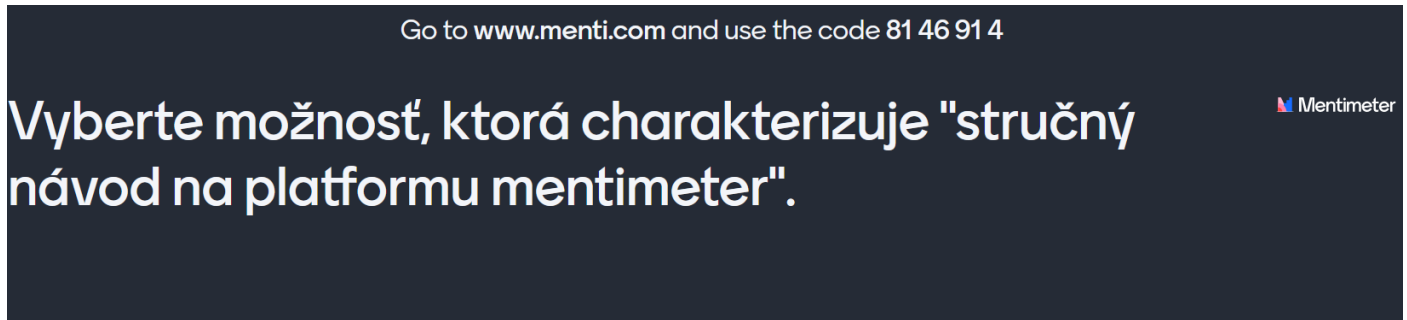 Go to www.menti.com and use the code 81 46 91 4
Mentimeter
Vyberte možnosť, ktorá charakterizuje "stručný
návod na platformu mentimeter".